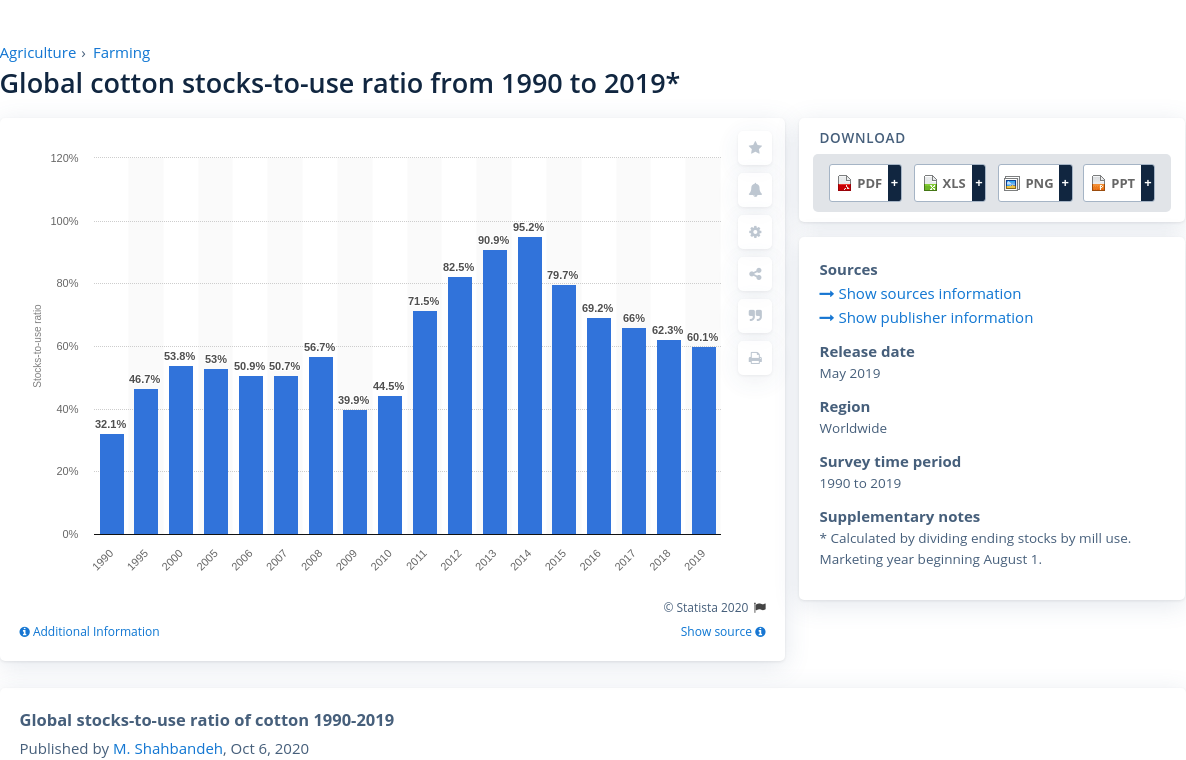 Agriculture › Farming
Global cotton stocks-to-use ratio from 1990 to 2019*
120%
100%
80%
60%
40%
20%
0%
Stocks-to-use ratio
32.1%
46.7%
53.8%
53%
50.9%
50.7%
56.7%
39.9%
44.5%
71.5%
82.5%
90.9%
95.2%
79.7%
69.2%
66%
62.3%
60.1%
1990
1995
2000
2005
2006
2007
2008
2009
2010
2011
2012
2013
2014
2015
2016
2017
2018
2019
© Statista 2020
Additional Information
Show source
DOWNLOAD
PDF +
XLS +
PNG +
PPT +
Sources
Show sources information
Show publisher information
Release date
May 2019
Region
Worldwide
Survey time period
1990 to 2019
Supplementary notes
* Calculated by dividing ending stocks by mill use.
Marketing year beginning August 1.
Global stocks-to-use ratio of cotton 1990-2019
Published by M. Shahbandeh, Oct 6, 2020